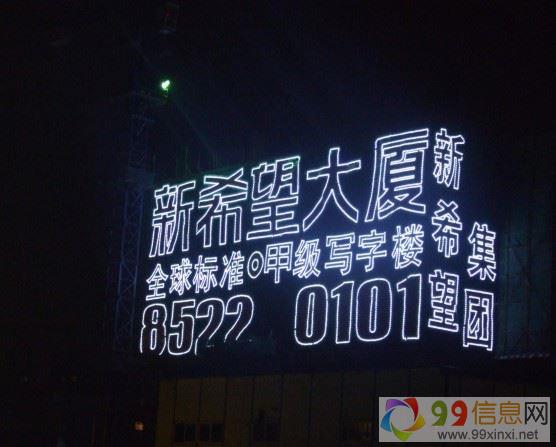 新希望大厦
全球标准·甲级写字楼
8522 0101
新希望
集团
99信息网
www.99xinxi.net